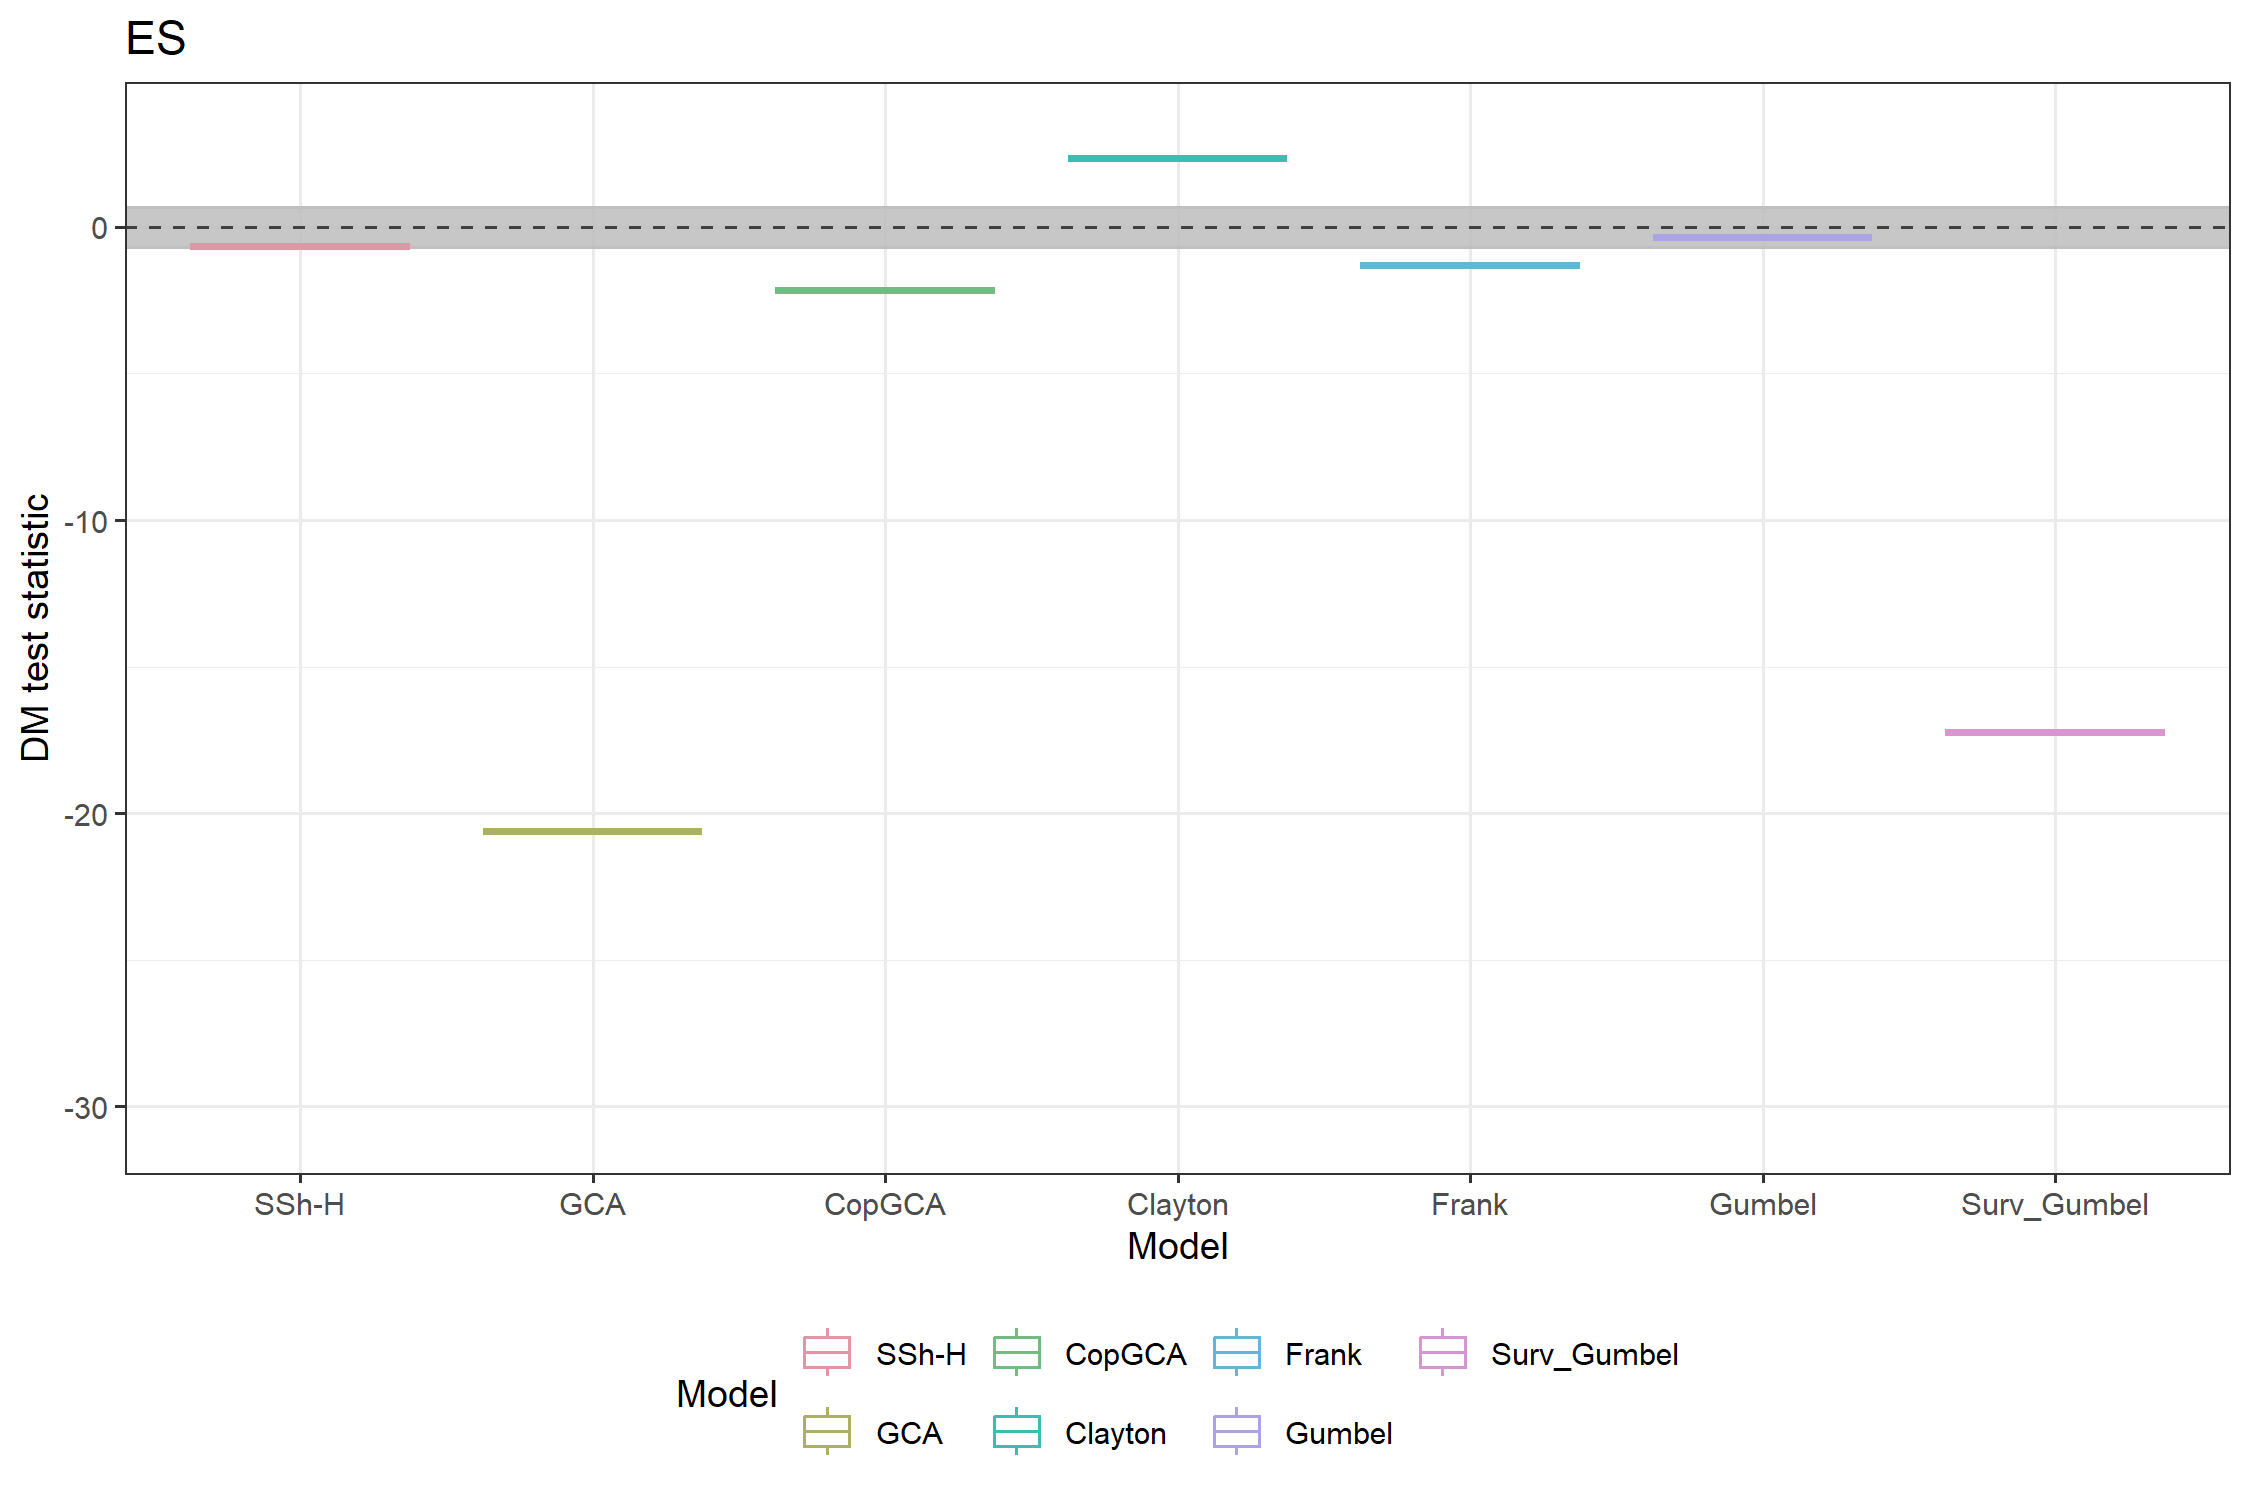 ES
DM test statistic
0
-10
-20
-30
SSh-H GCA CopGCA Clayton Frank Gumbel Surv_Gumbel
Model
Model
SSh-H CopGCA Frank Surv_Gumbel
GCA Clayton Gumbel